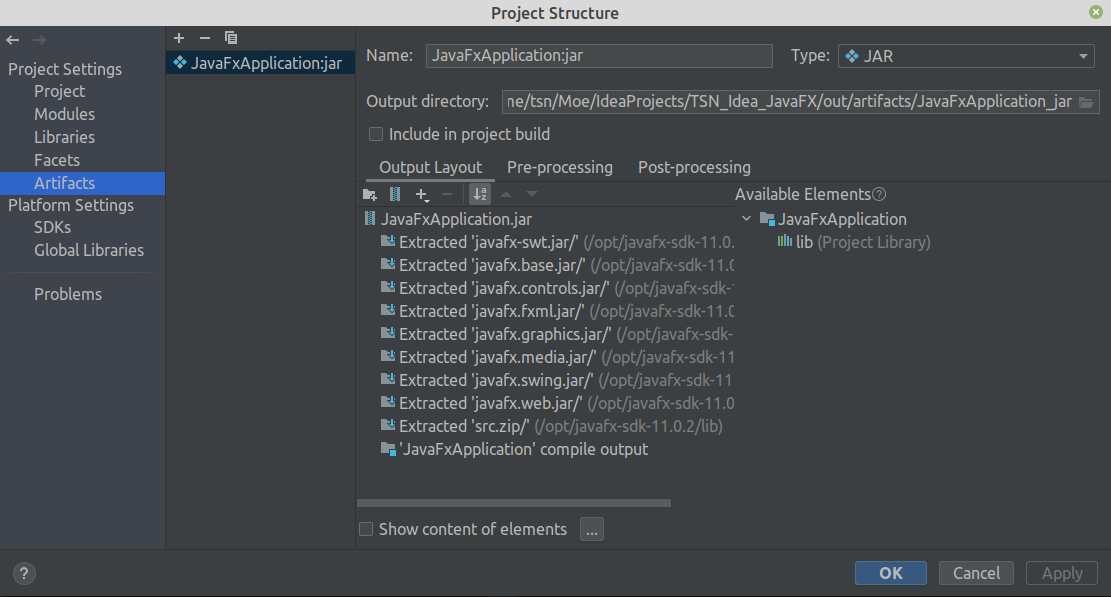 Project Structure
Project Settings
Project
Modules
Libraries
Facets
Artifacts
Platform Settings
SDKs
Global Libraries
Problems
JavaFxApplication:jar
Name: JavaFxApplication:jar Type: JAR
Output directory: ne/tsn/Moe/IdeaProjects/TSN_Idea_JavaFX/out/artifacts/JavaFxApplication_jar
Include in project build
Output Layout Pre-processing Post-processing
JavaFxApplication.jar
Extracted 'javafx-swt.jar/' (/opt/javafx-sdk-11.0.
Extracted 'javafx.base.jar/' (/opt/javafx-sdk-11.0
Extracted 'javafx.controls.jar/' (/opt/javafx-sdk-
Extracted 'javafx.fxml.jar/' (/opt/javafx-sdk-11.0
Extracted 'javafx.graphics.jar/' (/opt/javafx-sdk-
Extracted 'javafx.media.jar/' (/opt/javafx-sdk-11
Extracted 'javafx.swing.jar/' (/opt/javafx-sdk-11
Extracted 'javafx.web.jar/' (/opt/javafx-sdk-11.0
Extracted 'src.zip/' (/opt/javafx-sdk-11.0.2/lib)
'JavaFxApplication' compile output
Available Elements?
JavaFxApplication
lib (Project Library)
Show content of elements ...
? OK Cancel Apply